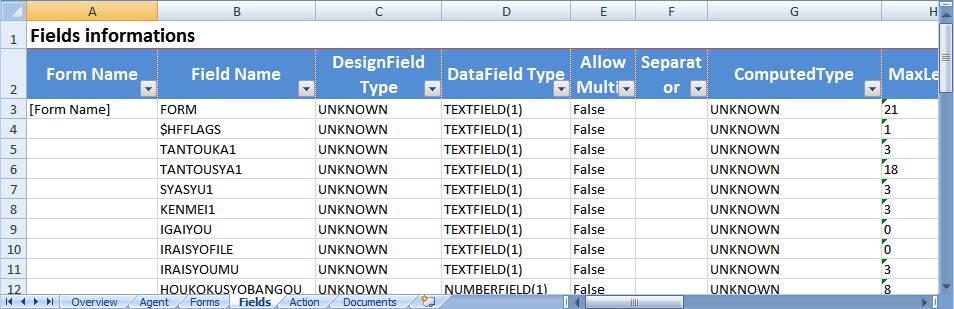 A B C D E F G H
1 Fields informations
2 Form Name Field Name DesignField Type DataField Type Allow Multi Separat or ComputedType MaxLe
3 [Form Name] FORM UNKNOWN TEXTFIELD(1) False UNKNOWN 21
4 $HFFLAGS UNKNOWN TEXTFIELD(1) False UNKNOWN 1
5 TANTOUKA1 UNKNOWN TEXTFIELD(1) False UNKNOWN 3
6 TANTOUSYA1 UNKNOWN TEXTFIELD(1) False UNKNOWN 18
7 SYASYU1 UNKNOWN TEXTFIELD(1) False UNKNOWN 3
8 KENMEI1 UNKNOWN TEXTFIELD(1) False UNKNOWN 3
9 IGAIYOU UNKNOWN TEXTFIELD(1) False UNKNOWN 0
10 IRAISYOFILE UNKNOWN TEXTFIELD(1) False UNKNOWN 0
11 IRAISYOUMU UNKNOWN TEXTFIELD(1) False UNKNOWN 3
12 HOUKOKUSYOBANGOU UNKNOWN NUMBERFIELD(1) False UNKNOWN 8
Overview Agent Forms Fields Action Documents